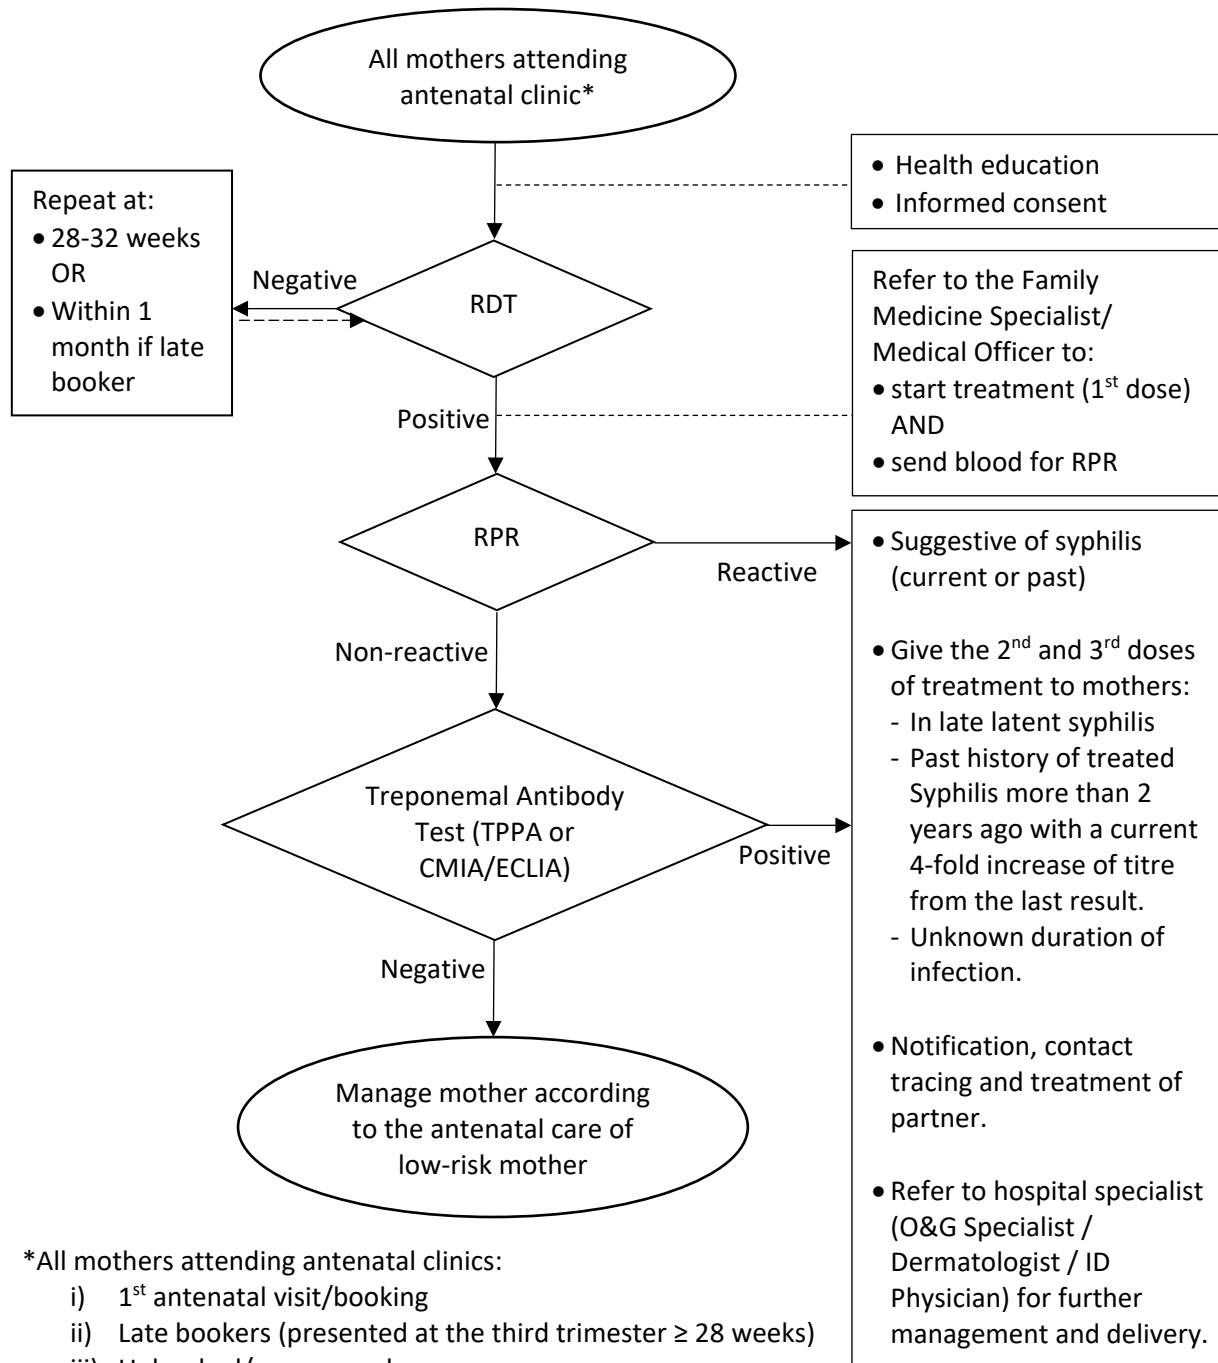 All mothers attending
antenatal clinic*
• Health education
• Informed consent
Repeat at:
• 28-32 weeks
OR
• Within 1
month if late
booker
Negative
RDT
Refer to the Family
Medicine Specialist/
Medical Officer to:
• start treatment (1st dose)
AND
• send blood for RPR
Positive
RPR
Reactive
Non-reactive
• Suggestive of syphilis
(current or past)
• Give the 2nd and 3rd doses
of treatment to mothers:
- In late latent syphilis
- Past history of treated
Syphilis more than 2
years ago with a current
4-fold increase of titre
from the last result.
- Unknown duration of
infection.
• Notification, contact
tracing and treatment of
partner.
• Refer to hospital specialist
(O&G Specialist /
Dermatologist / ID
Physician) for further
management and delivery.
Treponemal Antibody
Test (TPPA or
CMIA/ECLIA)
Positive
Negative
Manage mother according
to the antenatal care of
low-risk mother
*All mothers attending antenatal clinics:
i) 1st antenatal visit/booking
ii) Late bookers (presented at the third trimester ≥ 28 weeks)